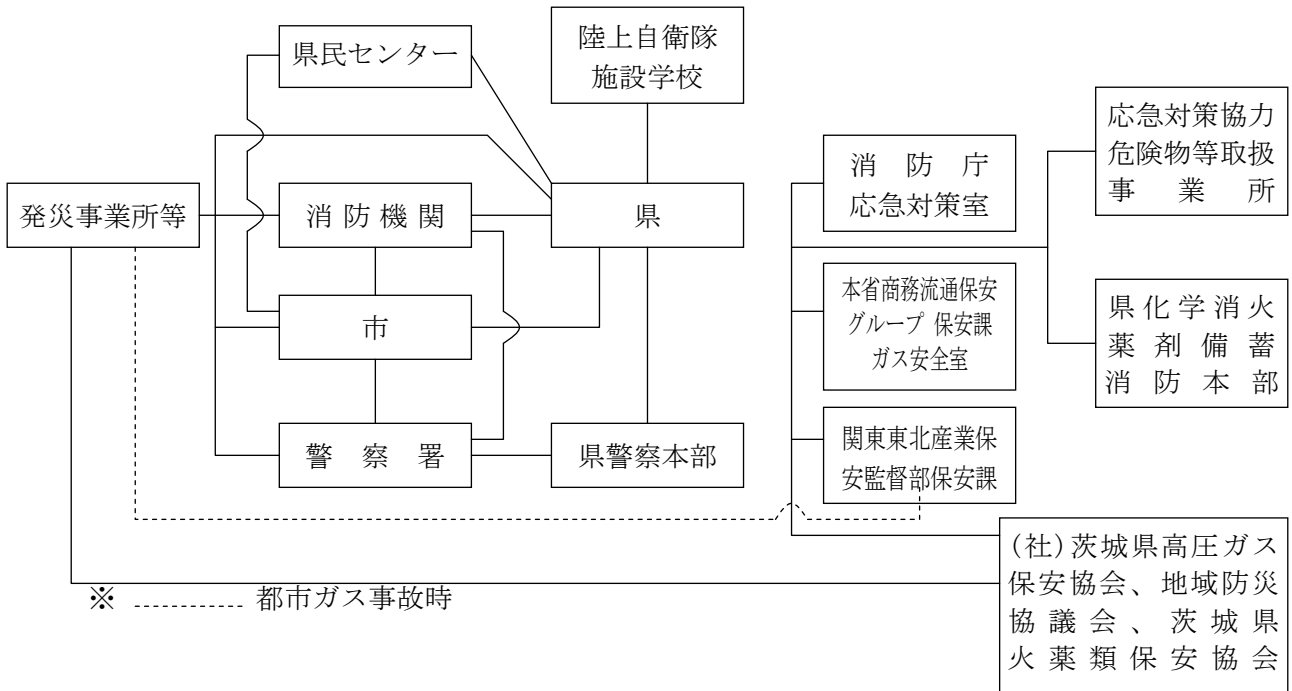 県民センター
陸上自衛隊
施設学校
消防庁
応急対策室
応急対策協力
危険物等取扱
事業所
発災事業所等
消防機関
県
市
本省商務流通保安
グループ 保安課
ガス安全室
県化学消火
薬剤備蓄
消防本部
警察署
県警察本部
関東東北産業保
安監督部保安課
(社)茨城県高圧ガス
保安協会、地域防災
協議会、茨城県
火薬類保安協会
※ ………… 都市ガス事故時